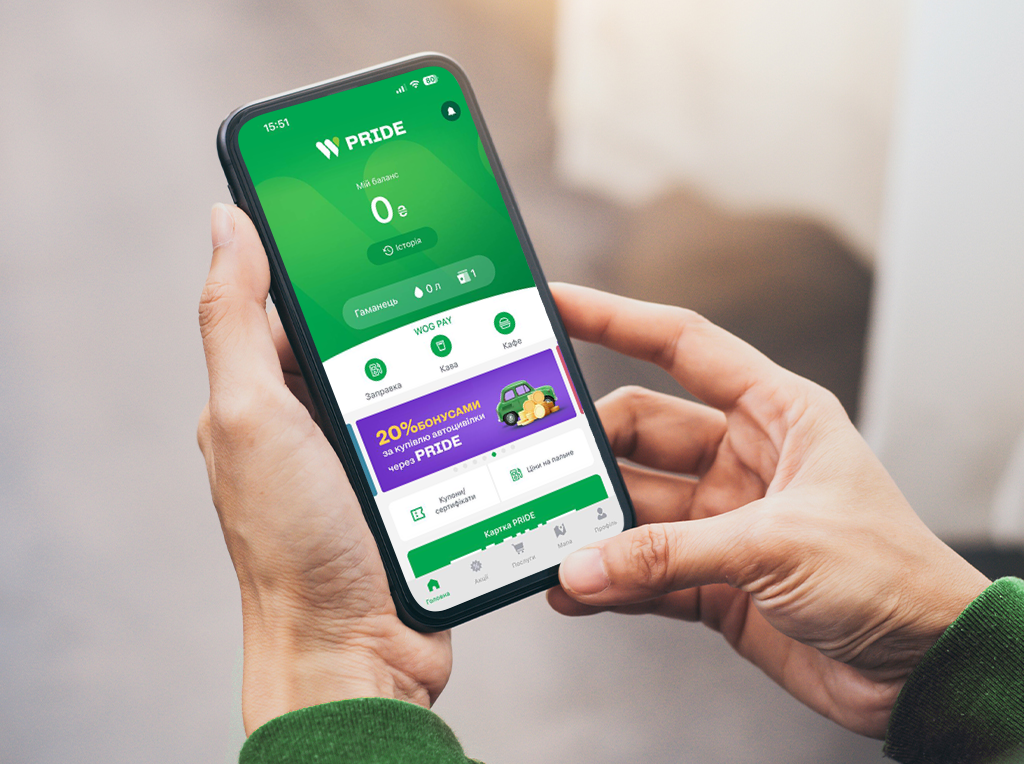 15:51
80
PRIDE
Мій баланс
0 ₴
Історія
Гаманець 0 л 1
WOG PAY
Заправка
Кава
Кафе
20% БОНУСАМИ
за купівлю автоцивілки
через PRIDE
Купони/
сертифікати
Ціни на пальне
Картка PRIDE
Головна
Акції
Послуги
Мапа
Профіль